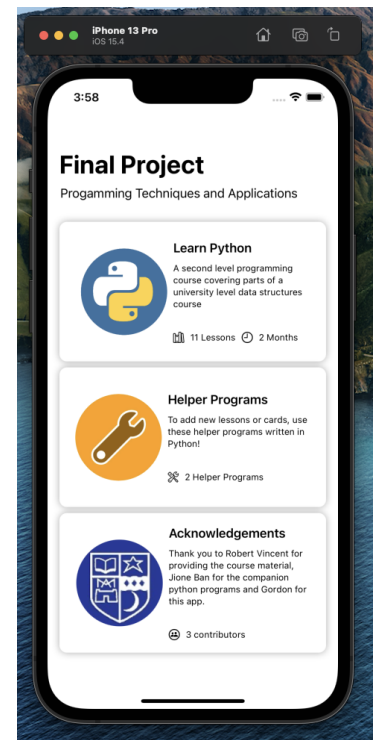 iPhone 13 Pro
iOS 15.4
3:58
Final Project
Progamming Techniques and Applications
Learn Python
A second level programming
course covering parts of a
university level data structures
course
11 Lessons 2 Months
Helper Programs
To add new lessons or cards, use
these helper programs written in
Python!
2 Helper Programs
Acknowledgements
Thank you to Robert Vincent for
providing the course material,
Jione Ban for the companion
python programs and Gordon for
this app.
3 contributors